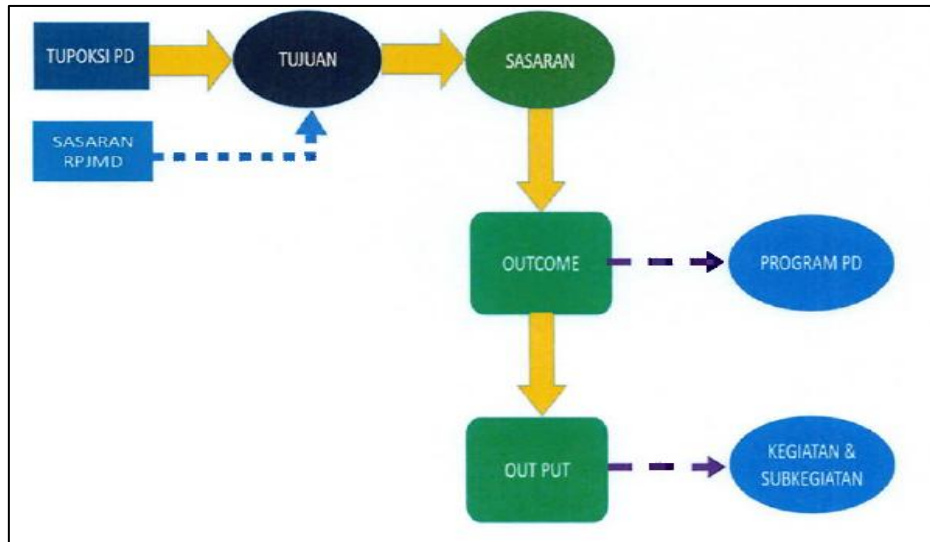 TUPOKSI PD
TUJUAN
SASARAN
SASARAN
RPJMD
OUTCOME
PROGRAM PD
OUT PUT
KEGIATAN &
SUBKEGIATAN